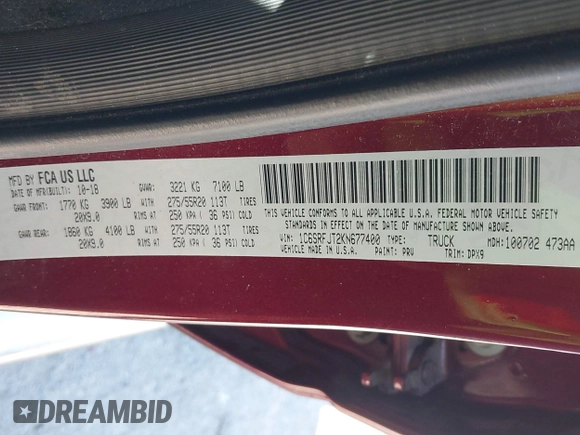 MFD BY FCA US LLC
DATE OF MFR(BUILT): 10-18 GVWR: 3221 KG 7100 LB
GAWR FRONT: 1770 KG 3900 LB WITH 275/55R20 113T TIRES
20X9.0 RIMS AT 250 KPA ( 36 PSI) COLD
GAWR REAR: 1860 KG 4100 LB WITH 275/55R20 113T TIRES
20X9.0 RIMS AT 250 KPA ( 36 PSI) COLD
THIS VEHICLE CONFORMS TO ALL APPLICABLE U.S.A. FEDERAL MOTOR VEHICLE SAFETY
STANDARDS IN EFFECT ON THE DATE OF MANUFACTURE SHOWN ABOVE.
VIN: 1C6SRFJT2KN677400 TYPE: TRUCK MDH: 100702 473AA
VEHICLE MADE IN U.S.A. PAINT: PRV TRIM: DPX9
DREAMBID